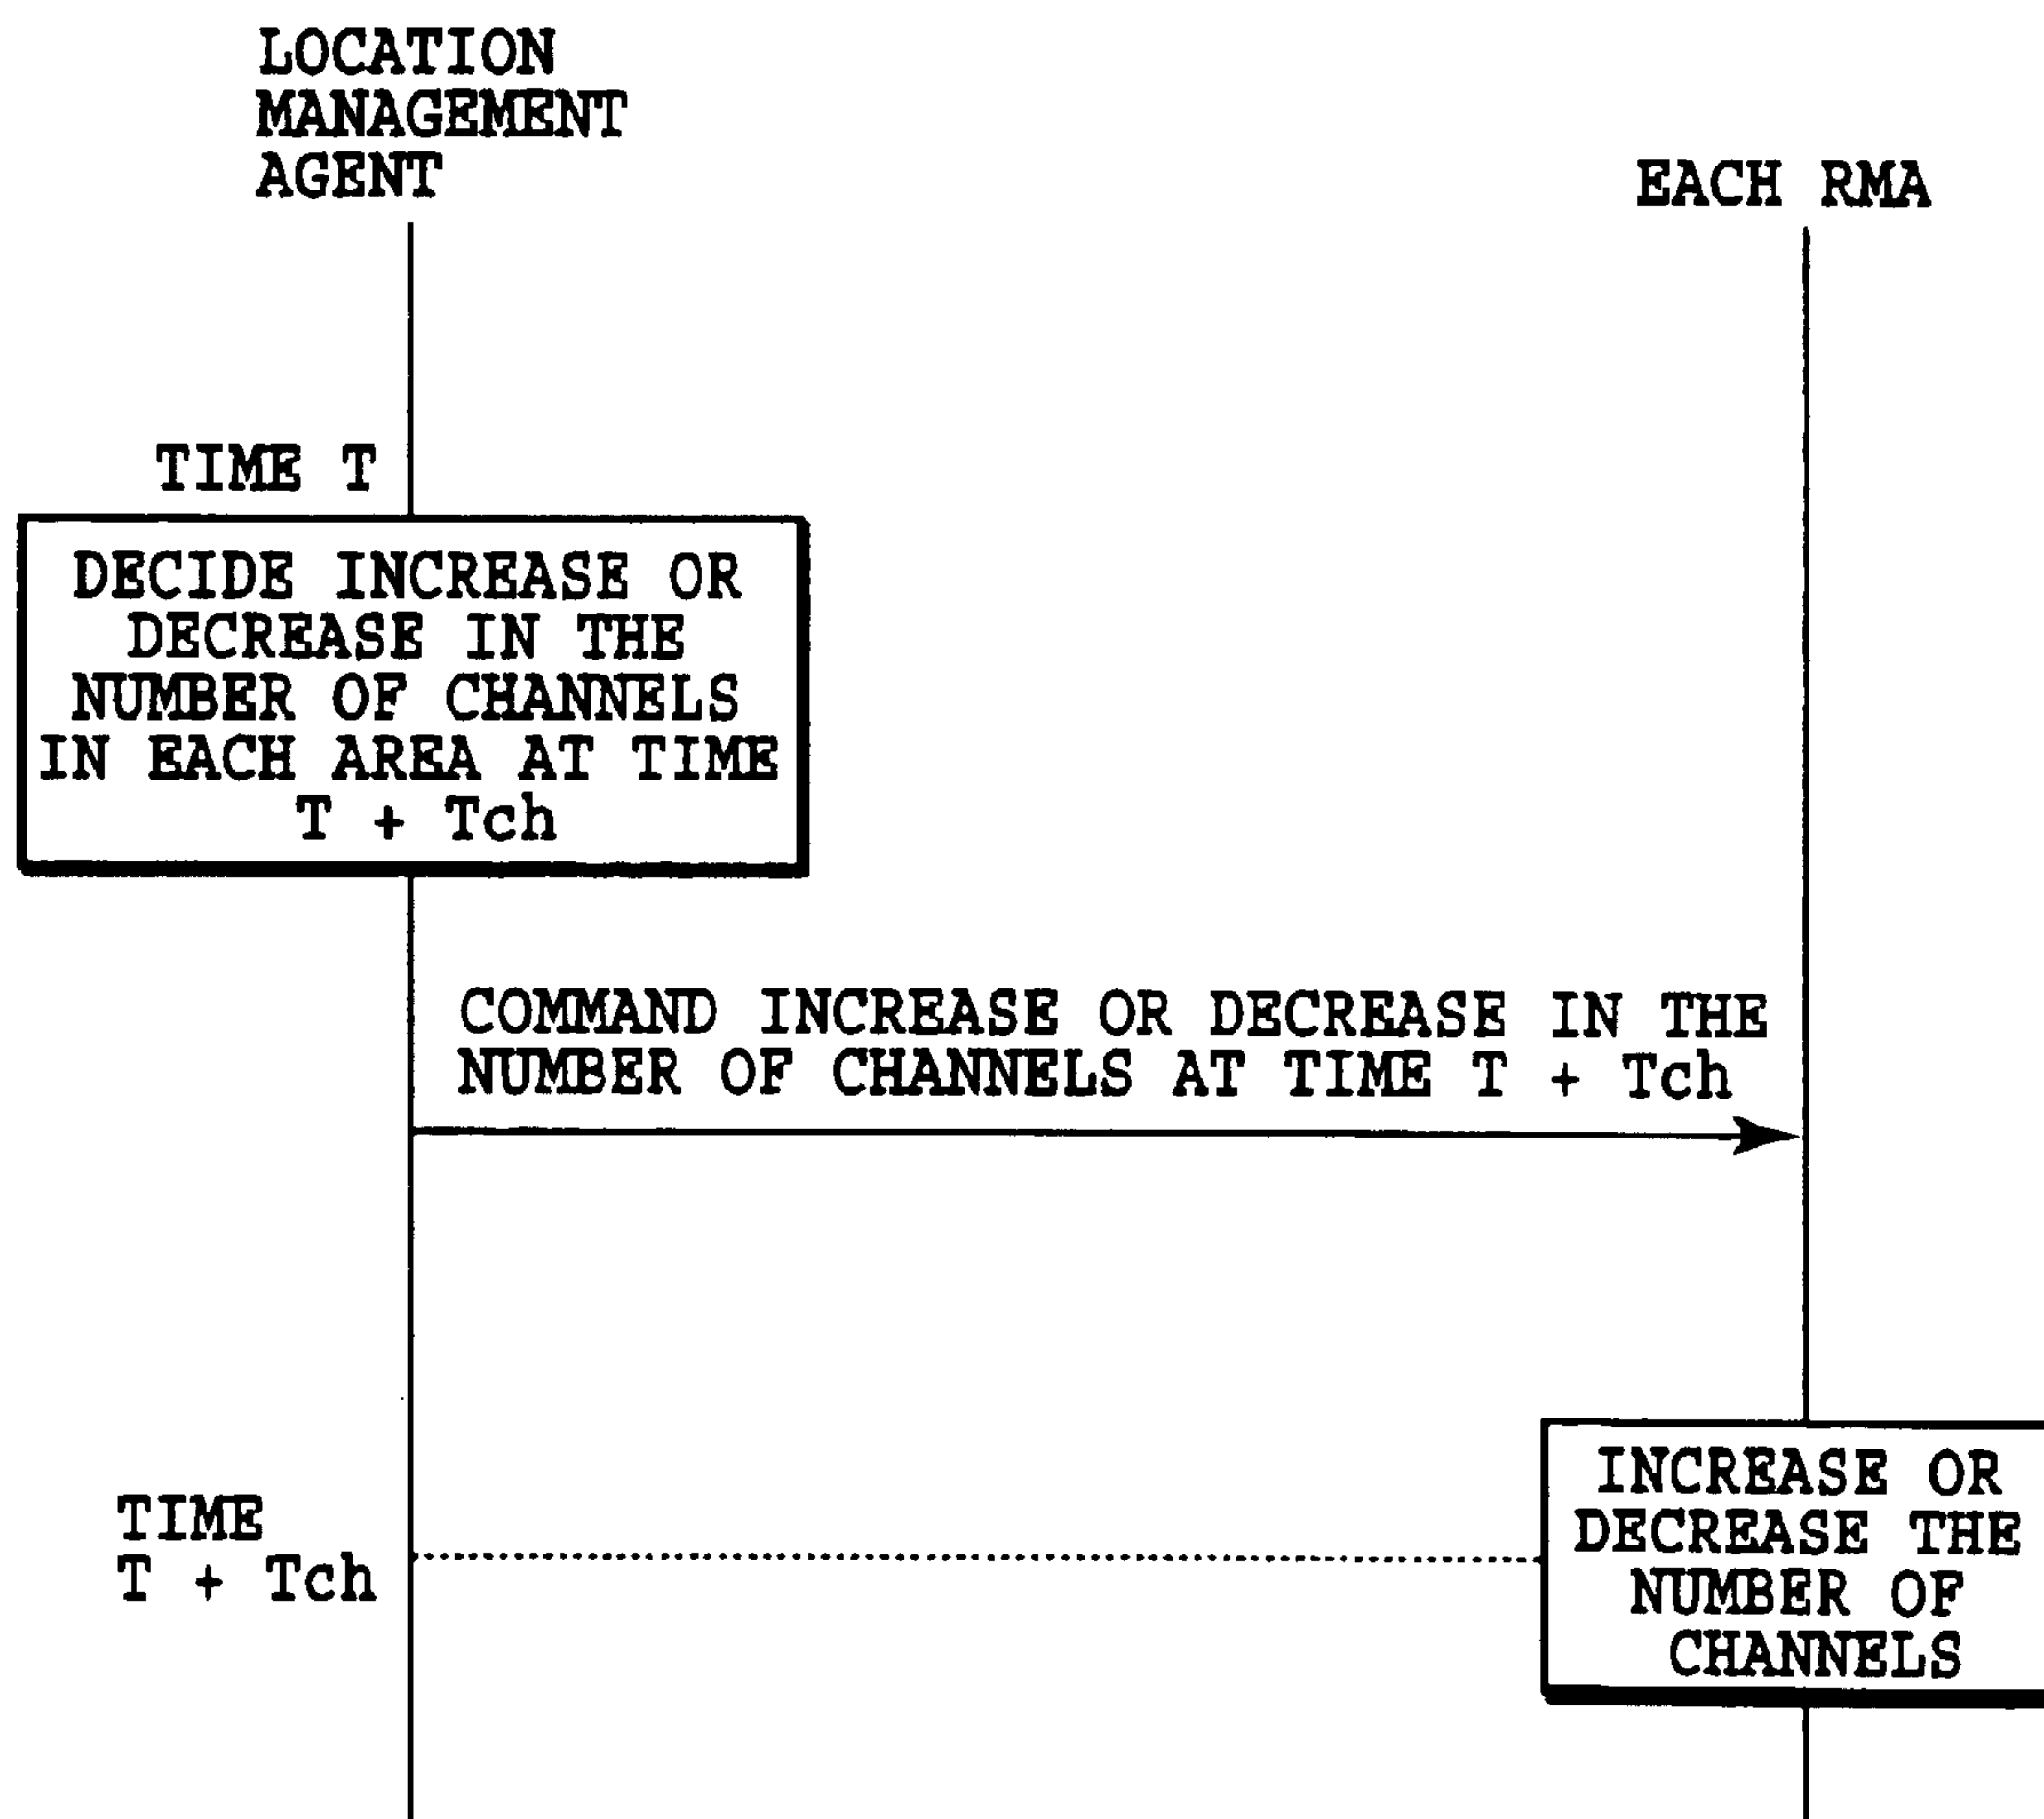 LOCATION
MANAGEMENT
AGENT
EACH RMA
TIME T
DECIDE INCREASE OR
DECREASE IN THE
NUMBER OF CHANNELS
IN EACH AREA AT TIME
T + Tch
COMMAND INCREASE OR DECREASE IN THE
NUMBER OF CHANNELS AT TIME T + Tch
TIME
T + Tch
INCREASE OR
DECREASE THE
NUMBER OF
CHANNELS